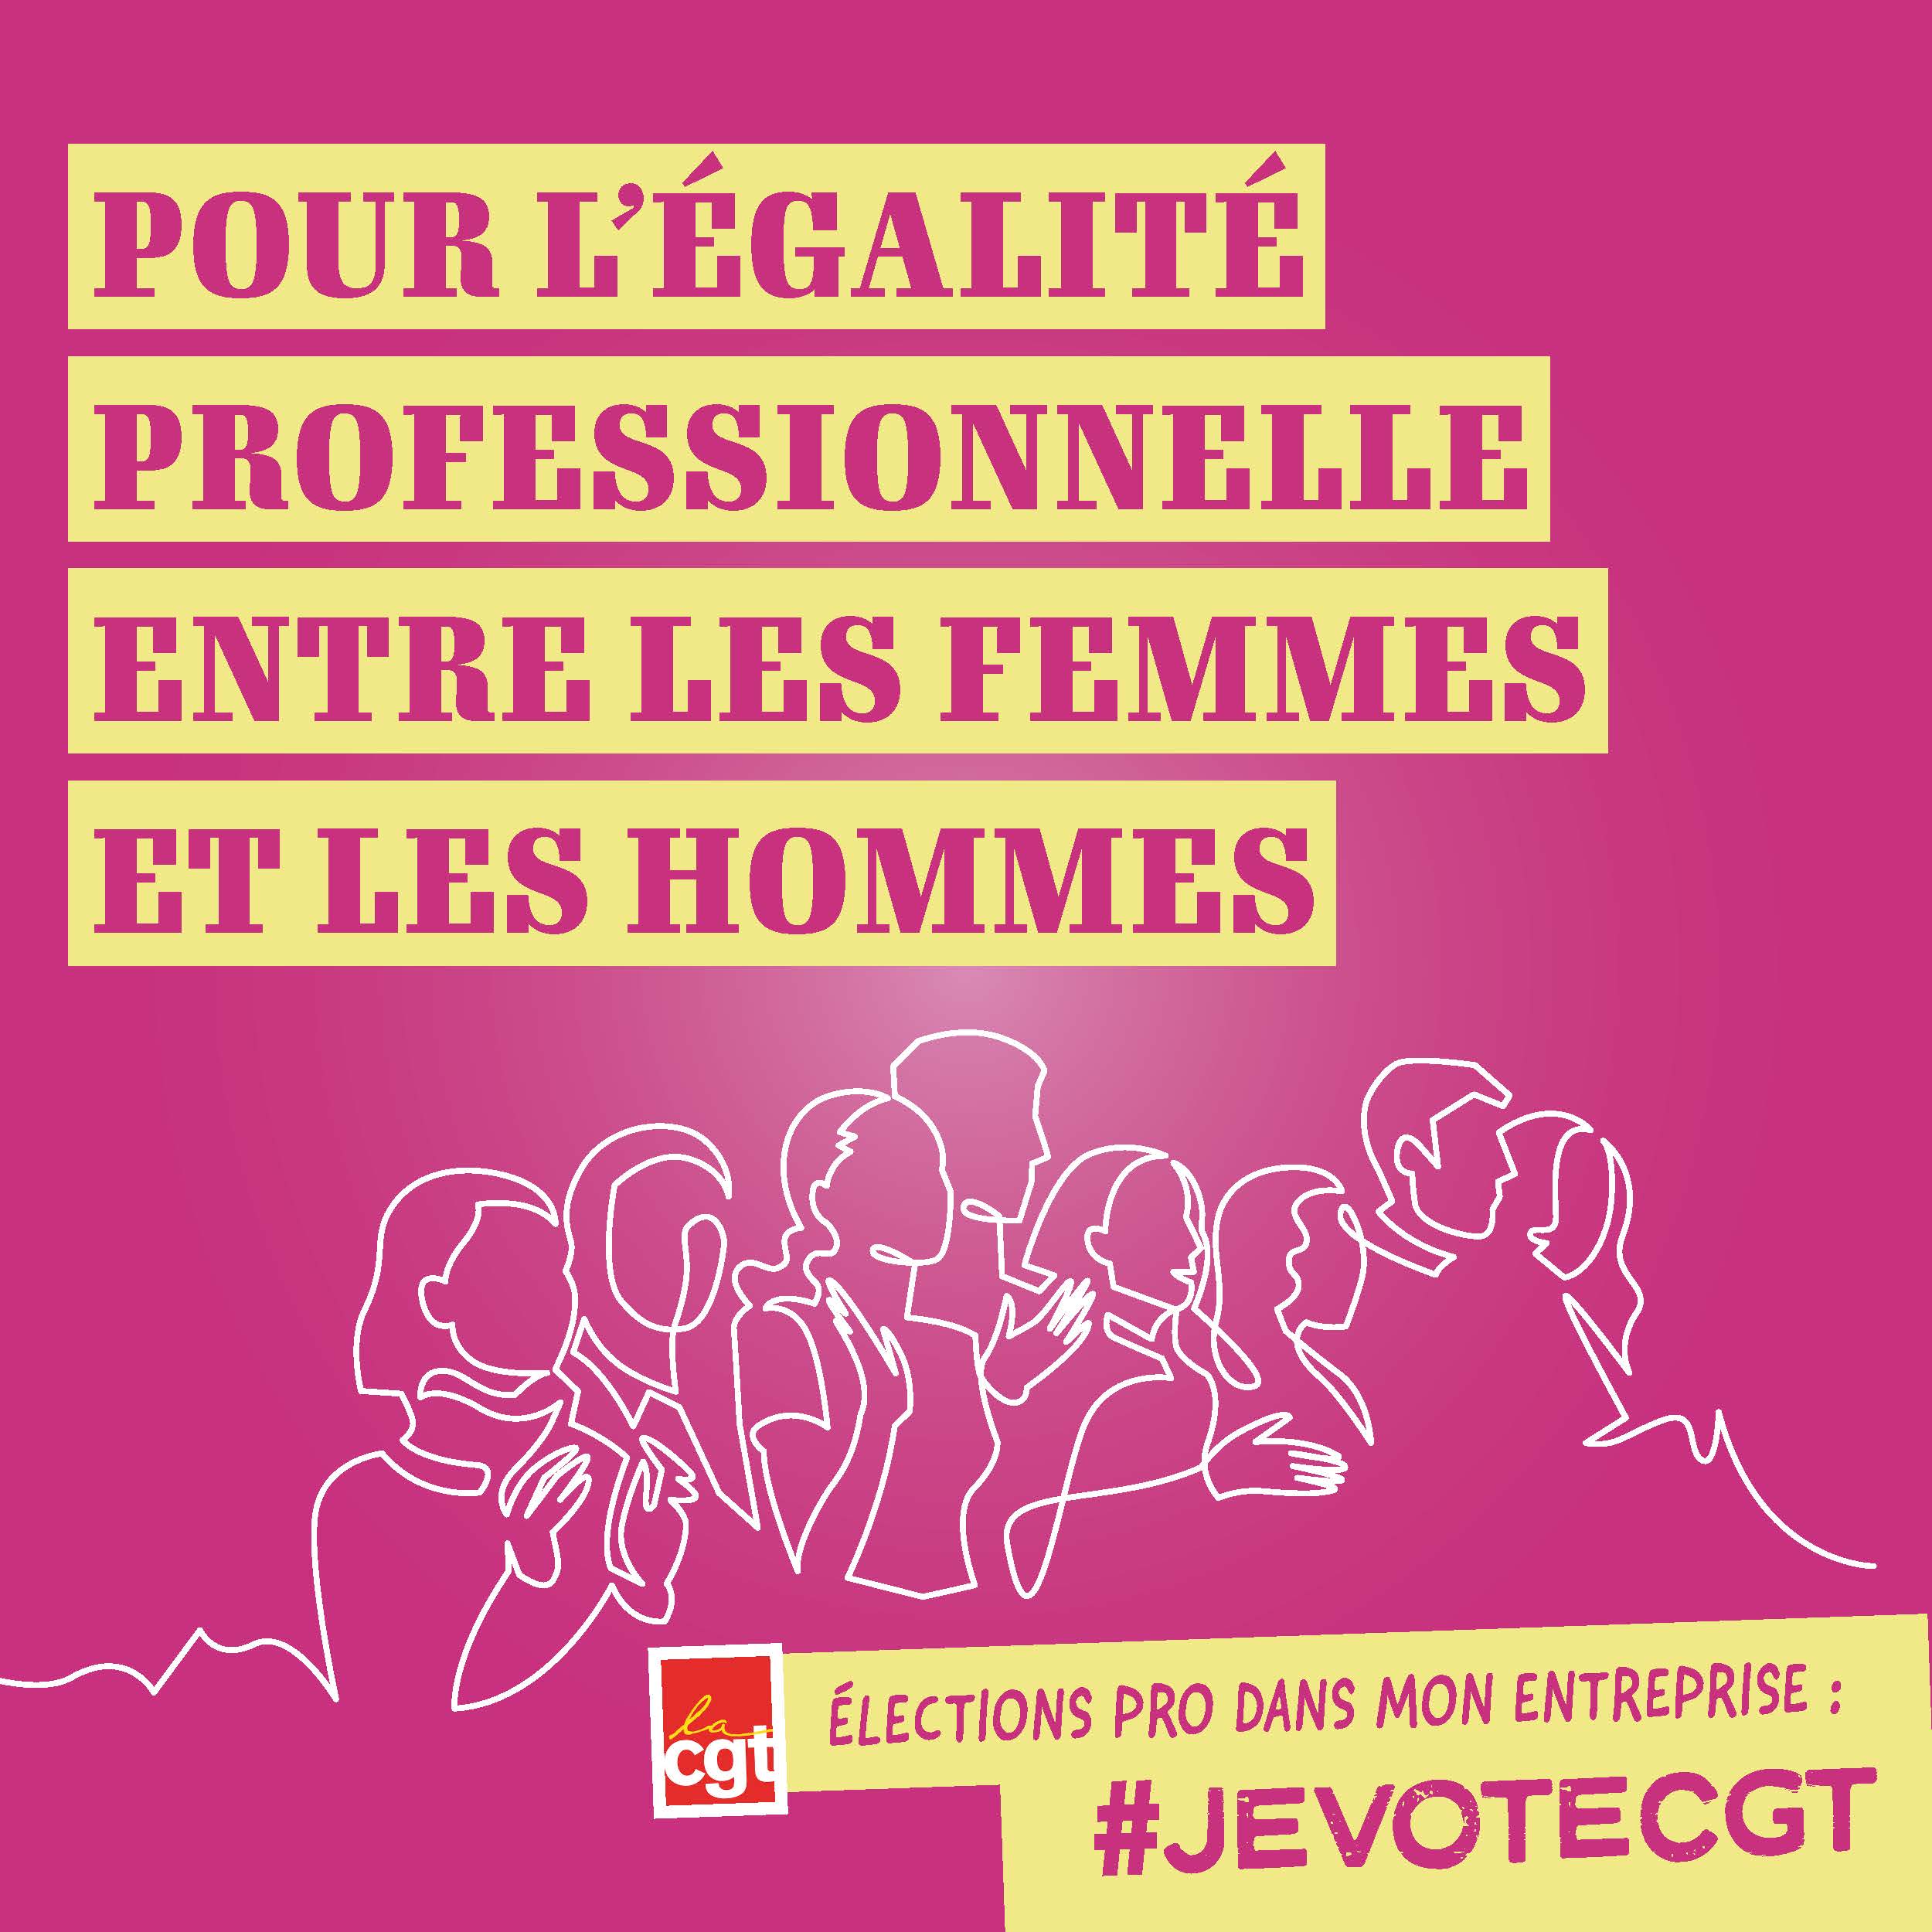 POUR L'ÉGALITÉ
PROFESSIONNELLE
ENTRE LES FEMMES
ET LES HOMMES
la
cgt
ÉLECTIONS PRO DANS MON ENTREPRISE :
#JEVOTECGT